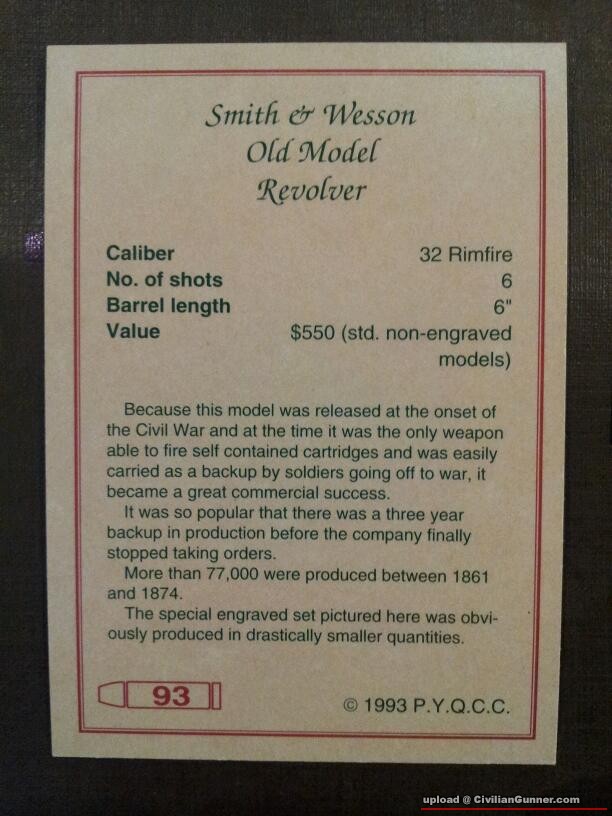 Smith & Wesson
Old Model
Revolver
Caliber 32 Rimfire
No. of shots 6
Barrel length 6"
Value $550 (std. non-engraved
models)
Because this model was released at the onset of
the Civil War and at the time it was the only weapon
able to fire self contained cartridges and was easily
carried as a backup by soldiers going off to war, it
became a great commercial success.
It was so popular that there was a three year
backup in production before the company finally
stopped taking orders.
More than 77,000 were produced between 1861
and 1874.
The special engraved set pictured here was obvi-
ously produced in drastically smaller quantities.
93
© 1993 P.Y.Q.C.C.
upload @ CivilianGunner.com